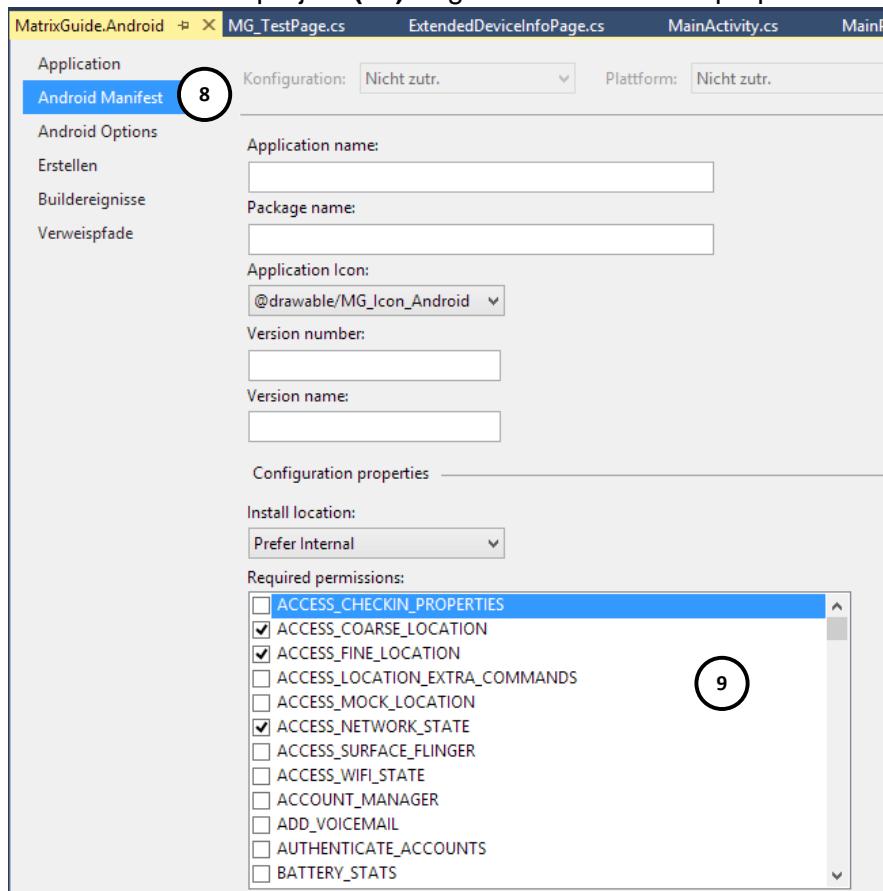 MatrixGuide.Android MG_TestPage.cs ExtendedDeviceInfoPage.cs MainActivity.cs
Application
Konfiguration: Nicht zutr. Plattform: Nicht zutr.
Android Manifest 8
Android Options
Erstellen
Buildereignisse
Verweispfade
Application name:
Package name:
Application Icon:
@drawable/MG_Icon_Android
Version number:
Version name:
Configuration properties
Install location:
Prefer Internal
Required permissions:
ACCESS_CHECKIN_PROPERTIES
ACCESS_COARSE_LOCATION
ACCESS_FINE_LOCATION
ACCESS_LOCATION_EXTRA_COMMANDS
9
ACCESS_MOCK_LOCATION
ACCESS_NETWORK_STATE
ACCESS_SURFACE_FLINGER
ACCESS_WIFI_STATE
ACCOUNT_MANAGER
ADD_VOICEMAIL
AUTHENTICATE_ACCOUNTS
BATTERY_STATS